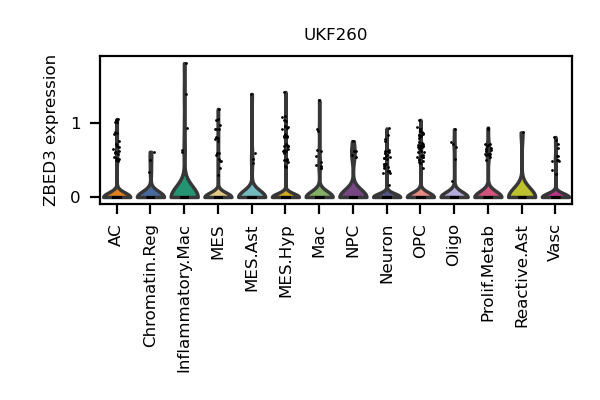 UKF260
ZBED3 expression
1
0
AC
Chromatin.Reg
Inflammatory.Mac
MES
MES.Ast
MES.Hyp
Mac
NPC
Neuron
OPC
Oligo
Prolif.Metab
Reactive.Ast
Vasc